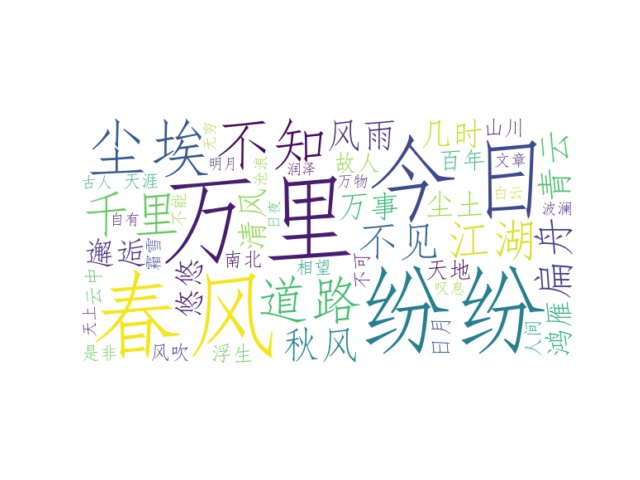 尘埃
不知
风雨
几时
山川
无穷
明月
沧浪
润泽
故人
百年
文章
古人
天涯
万里
今日
万物
白云
青云
千里
自有
不能
清风
日夜
万事
尘土
波澜
邂逅
霜雪
南北
相望
不可
不见
江湖
扁舟
天上
云中
悠悠
天地
叹息
春风
道路
纷纷
日月
人间
鸿雁
是非
风吹
浮生
秋风